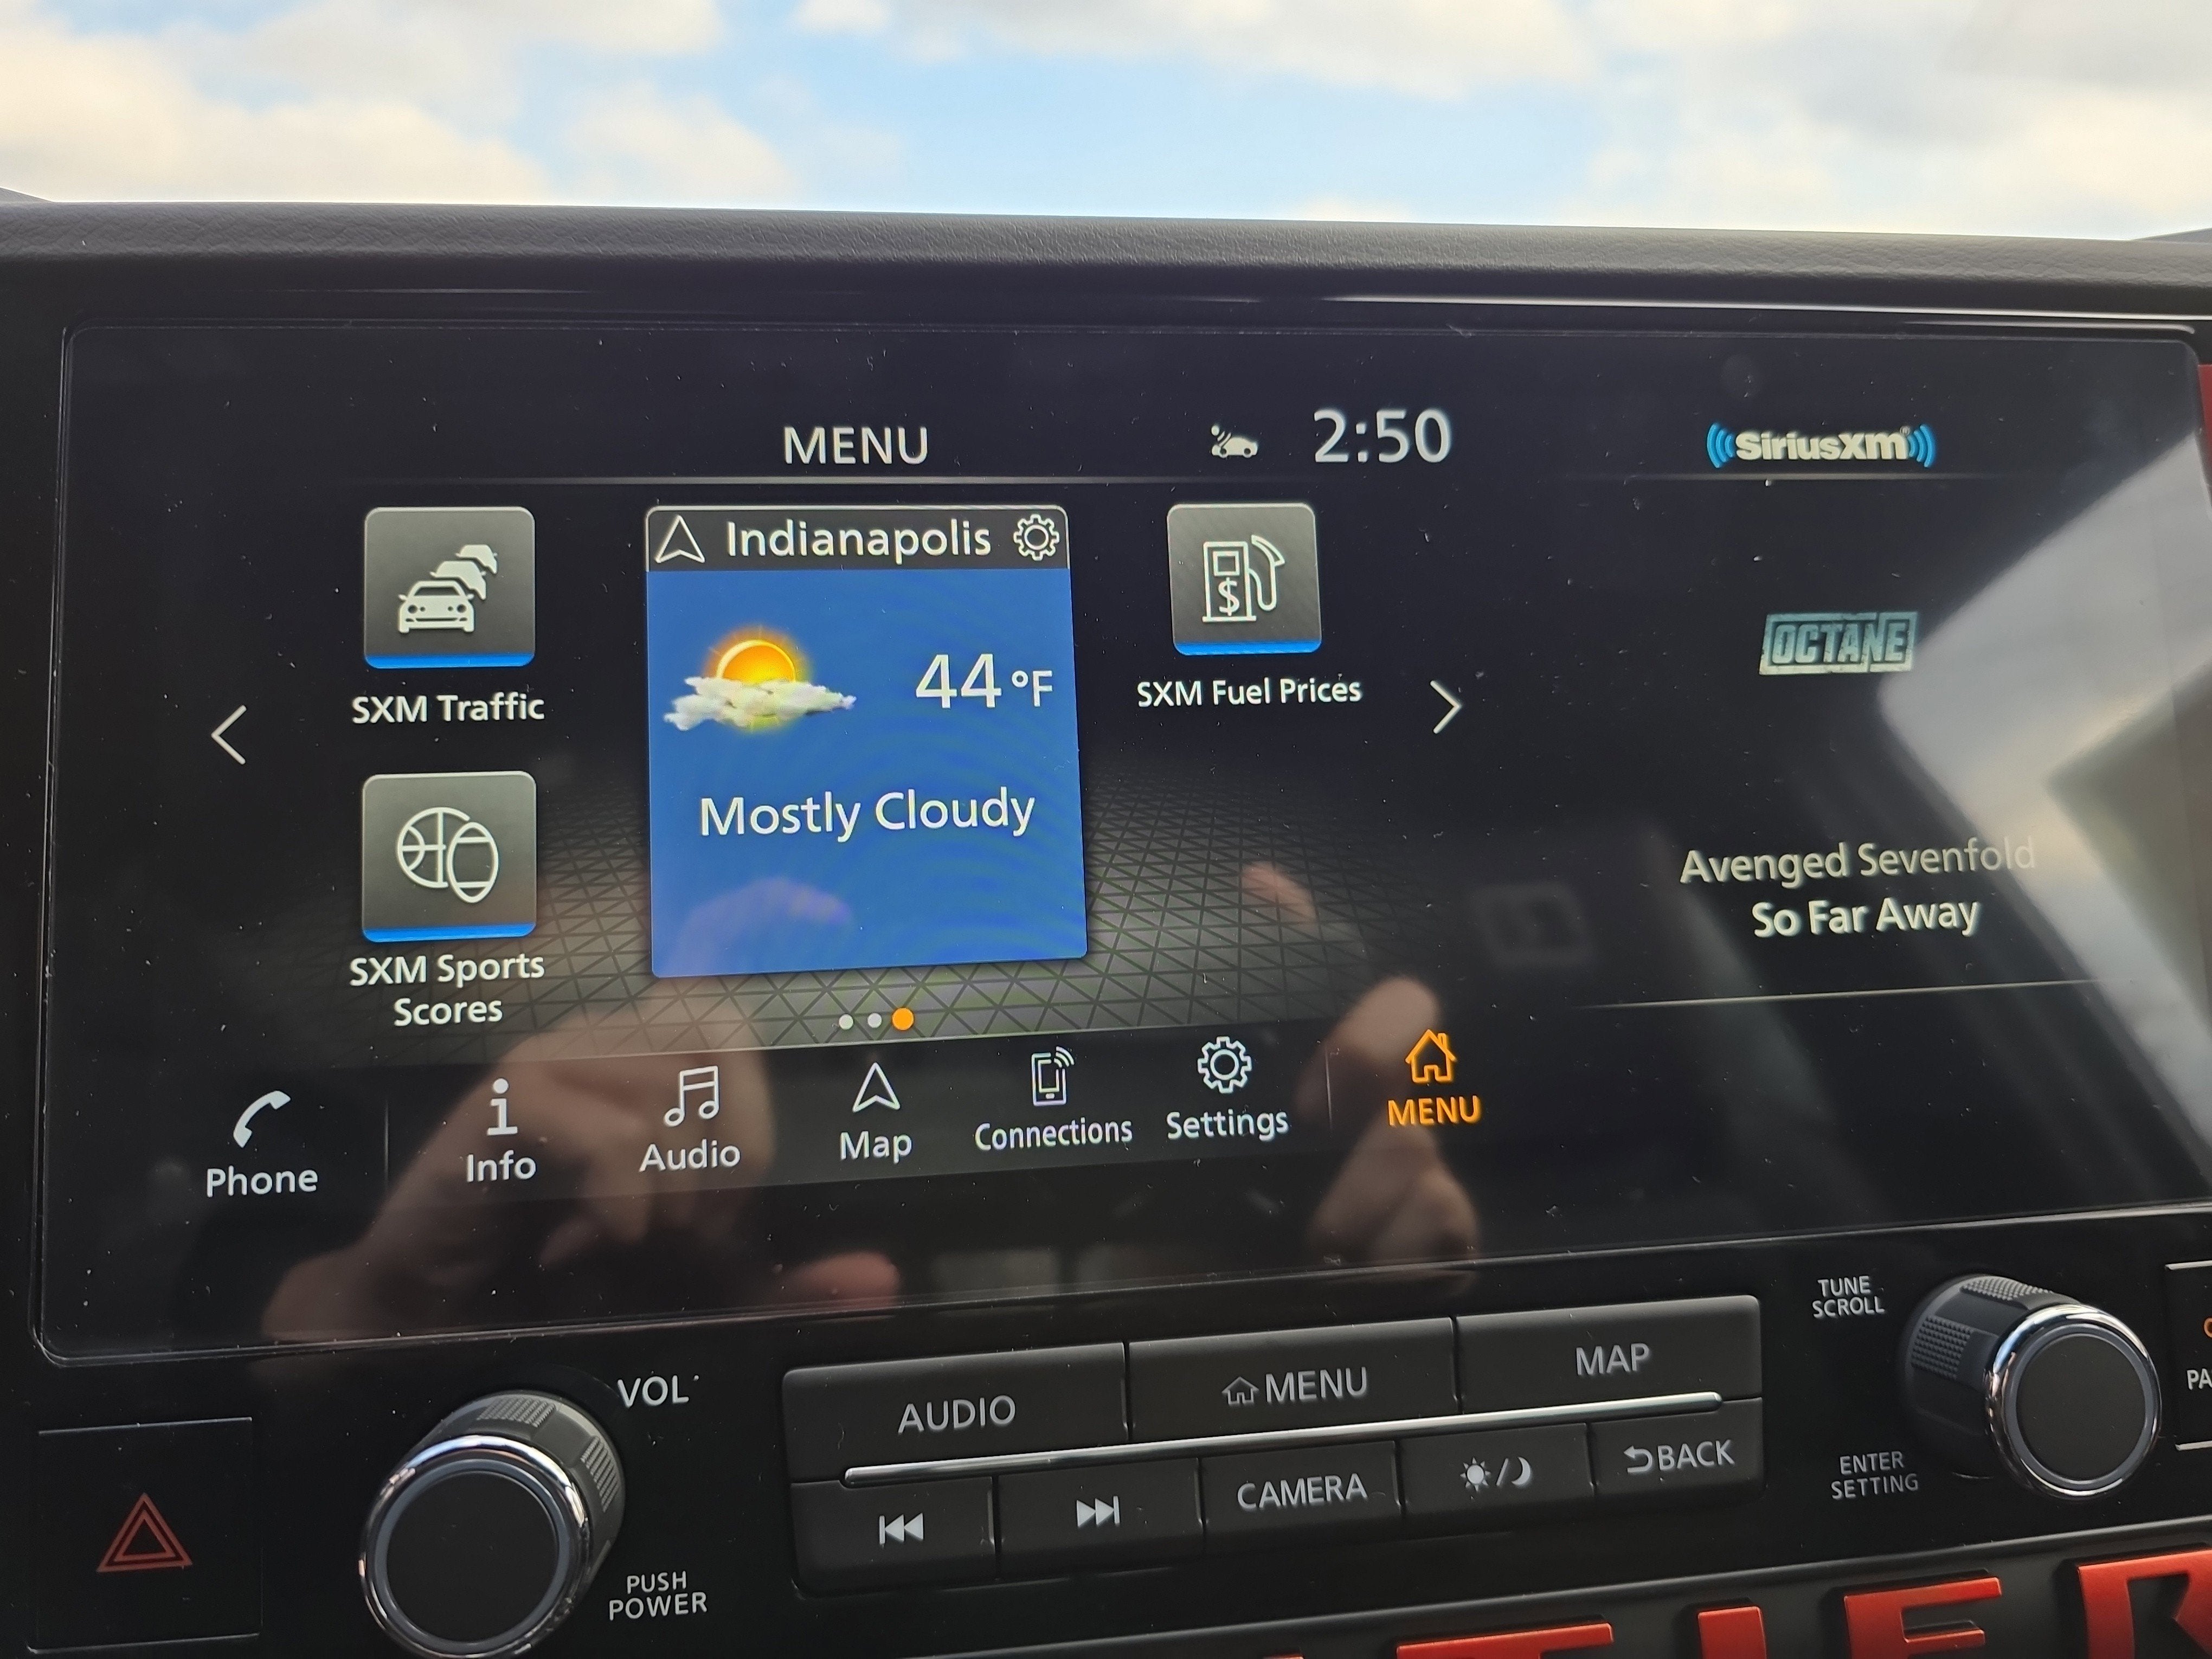 MENU
2:50
SiriusXM
Indianapolis
44 °F
Mostly Cloudy
SXM Traffic
SXM Sports
Scores
SXM Fuel Prices
OCTANE
Avenged Sevenfold
So Far Away
Phone
Info
Audio
Map
Connections
Settings
MENU
VOL
PUSH
POWER
AUDIO
MENU
MAP
CAMERA
BACK
TUNE
SCROLL
ENTER
SETTING